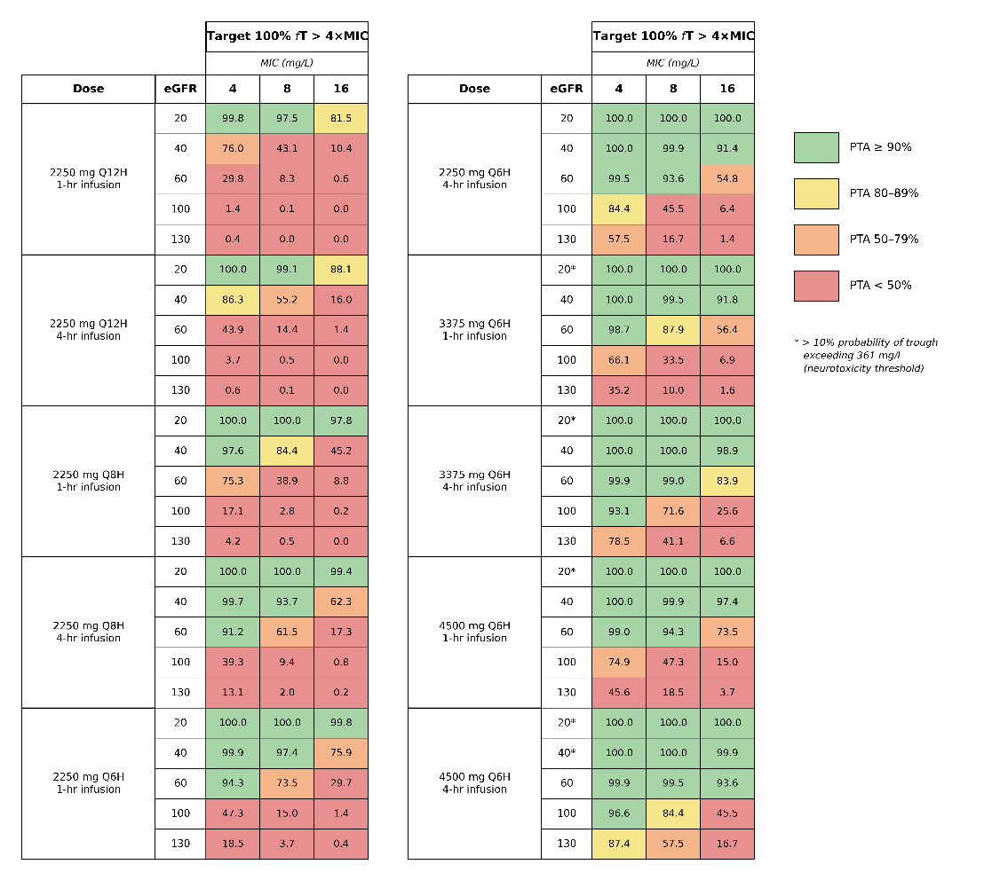 Target 100% fT > 4×MIC
MIC (mg/L)
Dose eGFR 4 8 16
2250 mg Q12H
1-hr infusion
20 99.8 97.5 81.5
40 76.0 43.1 10.4
60 29.8 8.3 0.6
100 1.4 0.1 0.0
130 0.4 0.0 0.0
2250 mg Q12H
4-hr infusion
20 100.0 99.1 88.1
40 86.3 55.2 16.0
60 43.9 14.4 1.4
100 3.7 0.5 0.0
130 0.6 0.1 0.0
2250 mg Q8H
1-hr infusion
20 100.0 100.0 97.8
40 97.6 84.4 45.2
60 75.3 38.9 8.8
100 17.1 2.8 0.2
130 4.2 0.5 0.0
2250 mg Q8H
4-hr infusion
20 100.0 100.0 99.4
40 99.7 93.7 62.3
60 91.2 61.5 17.3
100 39.3 9.4 0.8
130 13.1 2.0 0.2
2250 mg Q6H
1-hr infusion
20 100.0 100.0 99.8
40 99.9 97.4 75.9
60 94.3 73.5 29.7
100 47.3 15.0 1.4
130 18.5 3.7 0.4
Target 100% fT > 4×MIC
MIC (mg/L)
Dose eGFR 4 8 16
2250 mg Q6H
4-hr infusion
20 100.0 100.0 100.0
40 100.0 99.9 91.4
60 99.5 93.6 54.8
100 84.4 45.5 6.4
130 57.5 16.7 1.4
3375 mg Q6H
1-hr infusion
20* 100.0 100.0 100.0
40 100.0 99.5 91.8
60 98.7 87.9 56.4
100 66.1 33.5 6.9
130 35.2 10.0 1.6
3375 mg Q6H
4-hr infusion
20* 100.0 100.0 100.0
40 100.0 100.0 98.9
60 99.9 99.0 83.9
100 93.1 71.6 25.6
130 78.5 41.1 6.6
4500 mg Q6H
1-hr infusion
20* 100.0 100.0 100.0
40 100.0 99.9 97.4
60 99.0 94.3 73.5
100 74.9 47.3 15.0
130 45.6 18.5 3.7
4500 mg Q6H
4-hr infusion
20* 100.0 100.0 100.0
40* 100.0 100.0 99.9
60 99.9 99.5 93.6
100 96.6 84.4 45.5
130 87.4 57.5 16.7
PTA ≥ 90%
PTA 80–89%
PTA 50–79%
PTA < 50%
* > 10% probability of trough
exceeding 361 mg/L
(neurotoxicity threshold)